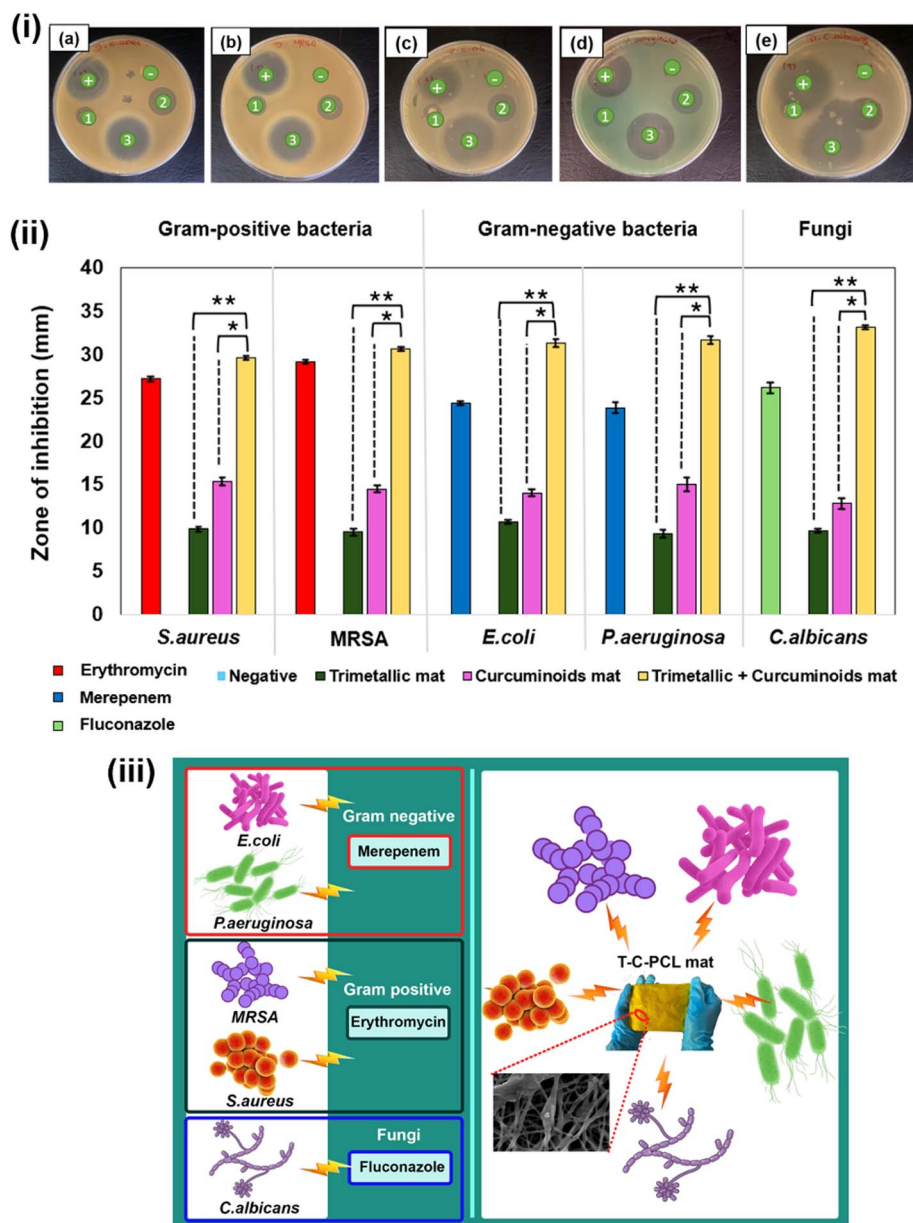 (i)
(a)
(b)
(c)
(d)
(e)
+ - 1 2 3
+ - 1 2 3
+ - 1 2 3
+ - 1 2 3
+ - 1 2 3
MRSA
C.albicans
(ii)
Gram-positive bacteria
Gram-negative bacteria
Fungi
Zone of inhibition (mm)
40
35
30
25
20
15
10
5
0
** *
** *
** *
** *
** *
S.aureus
MRSA
E.coli
P.aeruginosa
C.albicans
Erythromycin
Merepenem
Fluconazole
Negative
Trimetallic mat
Curcuminoids mat
Trimetallic + Curcuminoids mat
(iii)
E.coli
P.aeruginosa
Gram negative
Merepenem
MRSA
S.aureus
Gram positive
Erythromycin
C.albicans
Fungi
Fluconazole
T-C-PCL mat